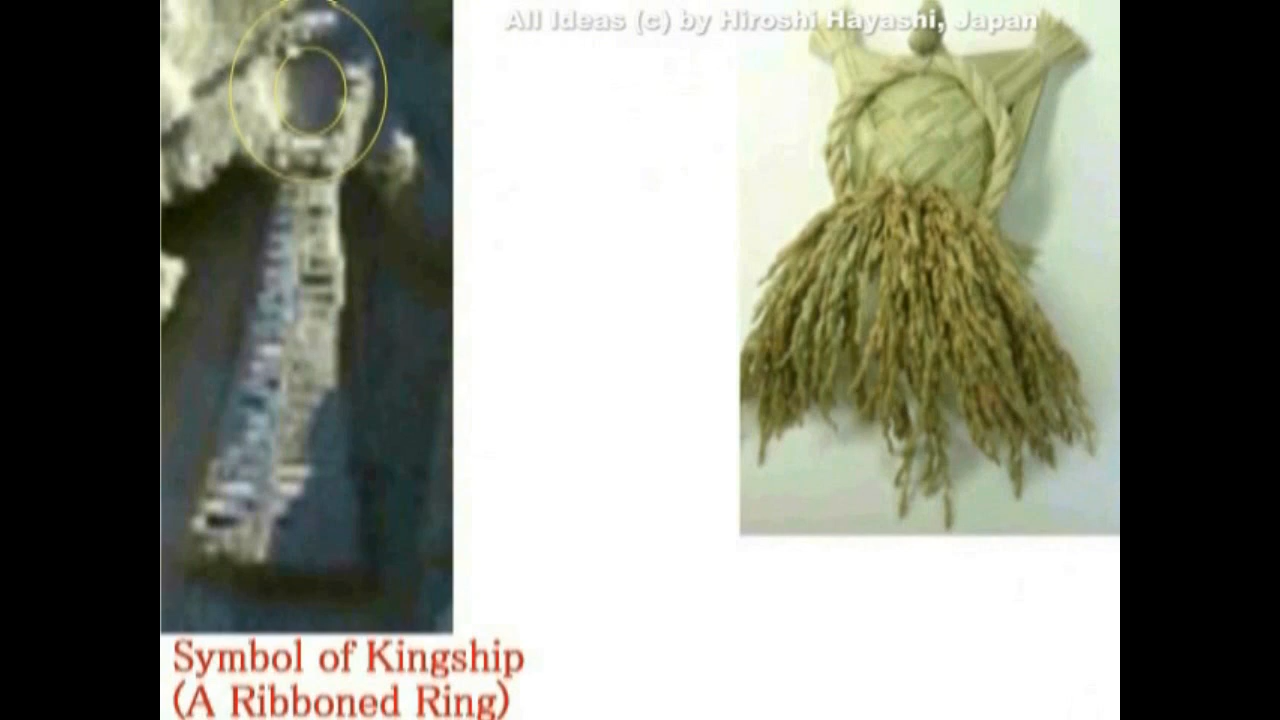 All Ideas (c) by Hiroshi Hayashi, Japan
Symbol of Kingship
(A Ribboned Ring)